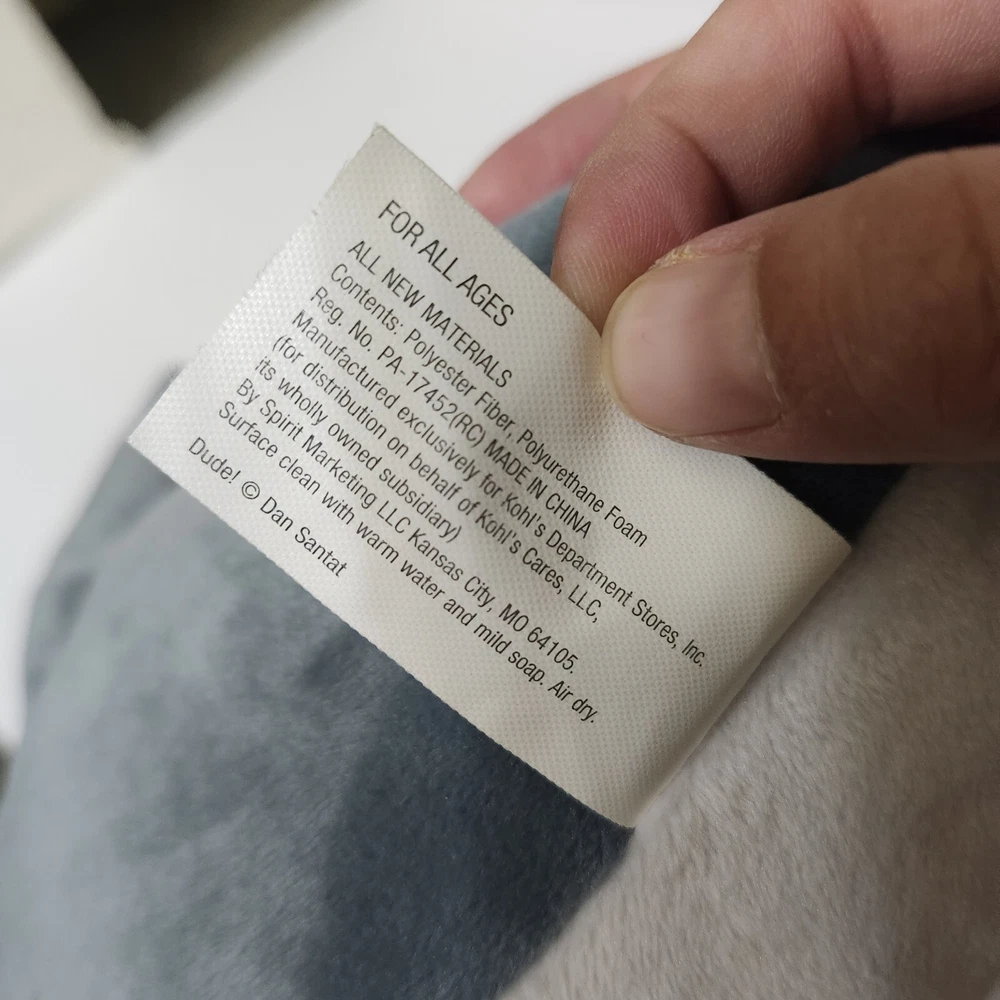 FOR ALL AGES
ALL NEW MATERIALS
Contents: Polyester Fiber, Polyurethane Foam
Reg. No. PA-17452(RC) MADE IN CHINA
Manufactured exclusively for Kohl's Department Stores, Inc.
(for distribution on behalf of Kohl's Cares, LLC,
its wholly owned subsidiary)
By Spirit Marketing LLC Kansas City, MO 64105.
Surface clean with warm water and mild soap. Air dry.
Dude! © Dan Santat